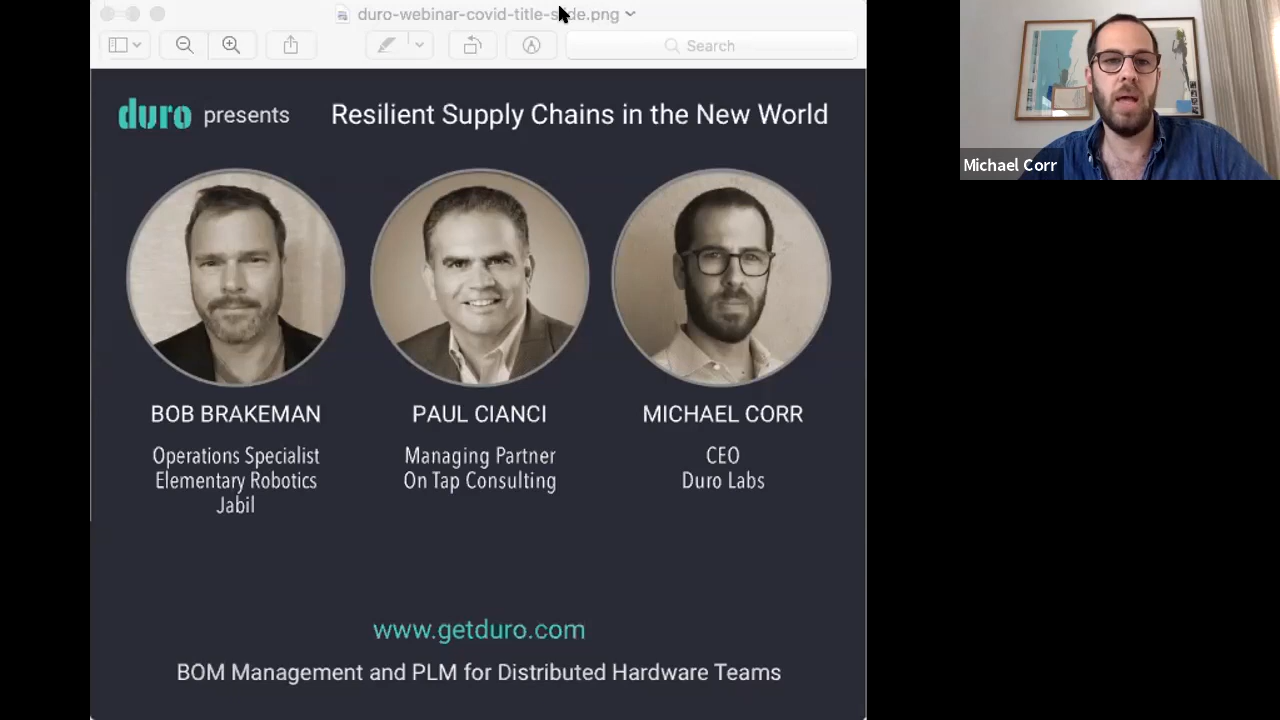 duro-webinar-covid-title-slide.png
Search
duro presents
Resilient Supply Chains in the New World
BOB BRAKEMAN
Operations Specialist
Elementary Robotics
Jabil
PAUL CIANCI
Managing Partner
On Tap Consulting
MICHAEL CORR
CEO
Duro Labs
www.getduro.com
BOM Management and PLM for Distributed Hardware Teams
Michael Corr